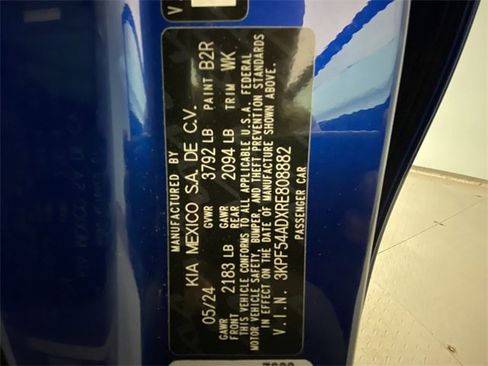 MANUFACTURED BY
KIA MEXICO S.A. DE C.V.
05/24 GVWR 3792 LB PAINT B2R
GAWR FRONT 2183 LB GAWR REAR 2094 LB TRIM WK
THIS VEHICLE CONFORMS TO ALL APPLICABLE U.S.A. FEDERAL
MOTOR VEHICLE SAFETY, BUMPER, AND THEFT PREVENTION STANDARDS
IN EFFECT ON THE DATE OF MANUFACTURE SHOWN ABOVE.
V.I.N. 3KPF54ADXRE808882
PASSENGER CAR